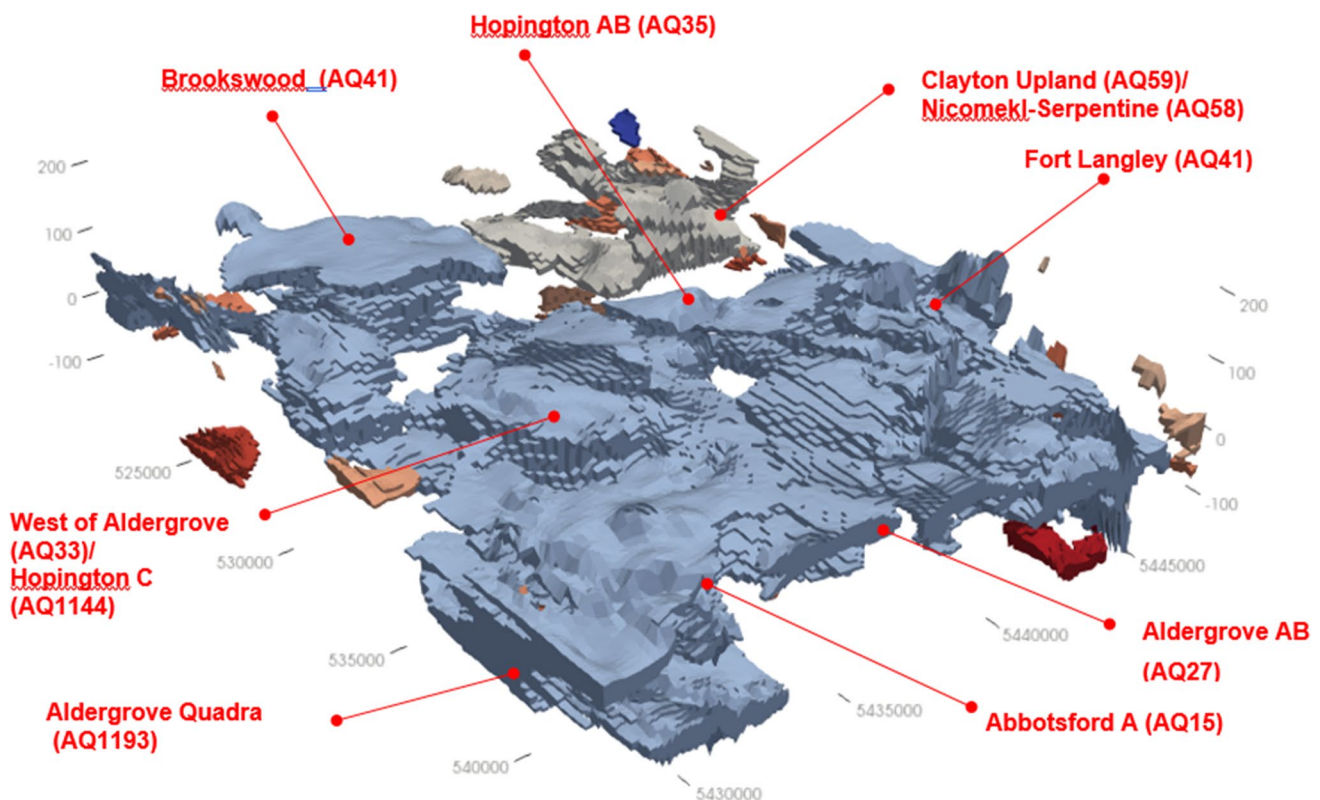 Hopington AB (AQ35)
Brookswood (AQ41)
Clayton Upland (AQ59)/
Nicomekl-Serpentine (AQ58)
Fort Langley (AQ41)
200
100
0
-100
200
100
0
-100
525000
530000
535000
540000
5445000
5440000
5435000
5430000
West of Aldergrove
(AQ33)/
Hopington C
(AQ1144)
Aldergrove AB
(AQ27)
Aldergrove Quadra
(AQ1193)
Abbotsford A (AQ15)